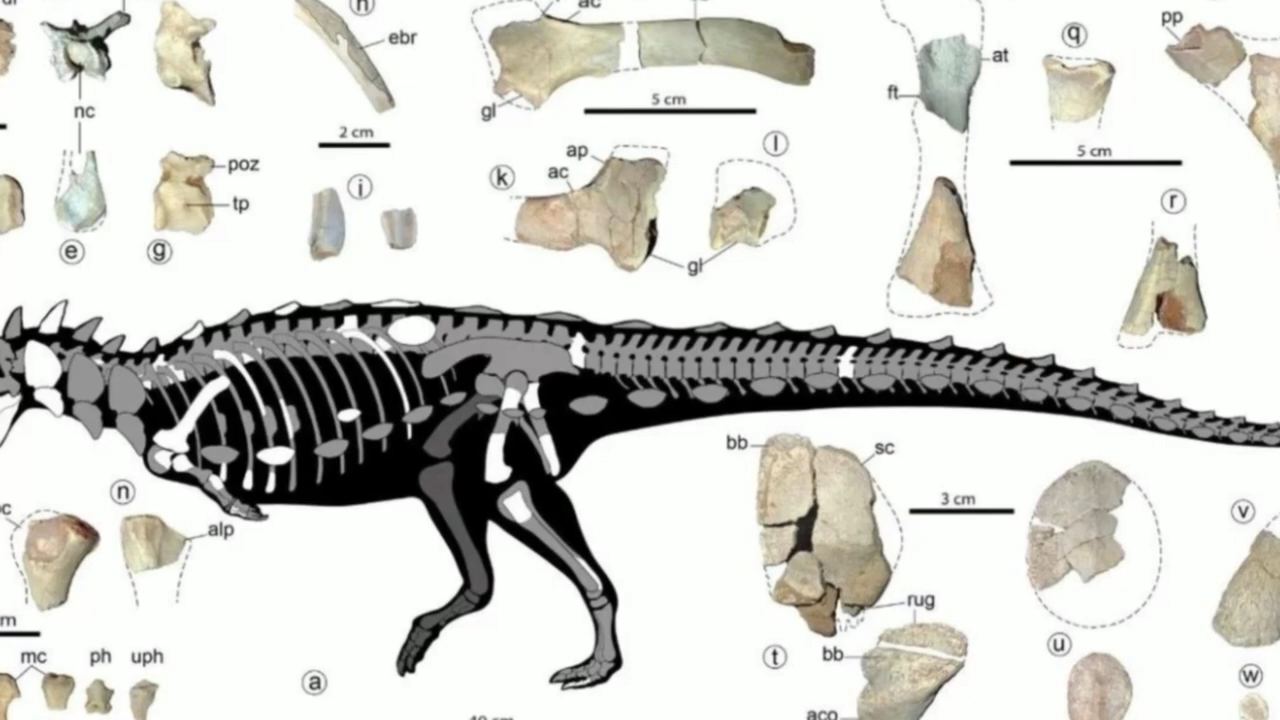 ac
h
ebr
q
pp
at
ft
nc
gl
5 cm
2 cm
5 cm
poz
tp
e
g
i
k
ap
ac
l
gl
r
bb
sc
3 cm
n
alp
v
m
mc
ph
uph
a
rug
t
bb
aco
u
w